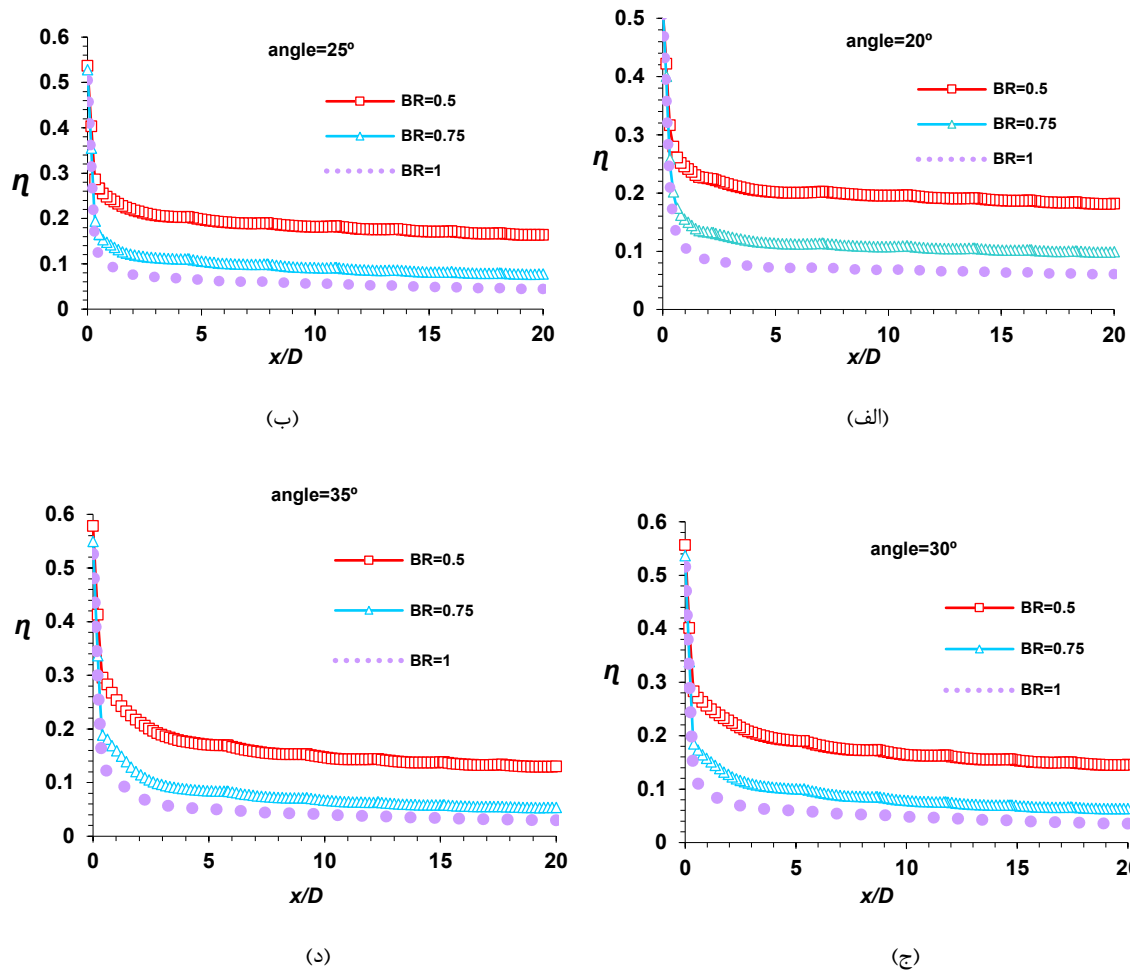 angle=20º
0.5
0.4
0.3
0.2
0.1
0
η
BR=0.5
BR=0.75
BR=1
0 5 10 15 20
x/D
(الف)
angle=25º
0.6
0.5
0.4
0.3
0.2
0.1
0
η
BR=0.5
BR=0.75
BR=1
0 5 10 15 20
x/D
(ب)
angle=30º
0.6
0.5
0.4
0.3
0.2
0.1
0
η
BR=0.5
BR=0.75
BR=1
0 5 10 15 20
x/D
(ج)
angle=35º
0.6
0.5
0.4
0.3
0.2
0.1
0
η
BR=0.5
BR=0.75
BR=1
0 5 10 15 20
x/D
(د)